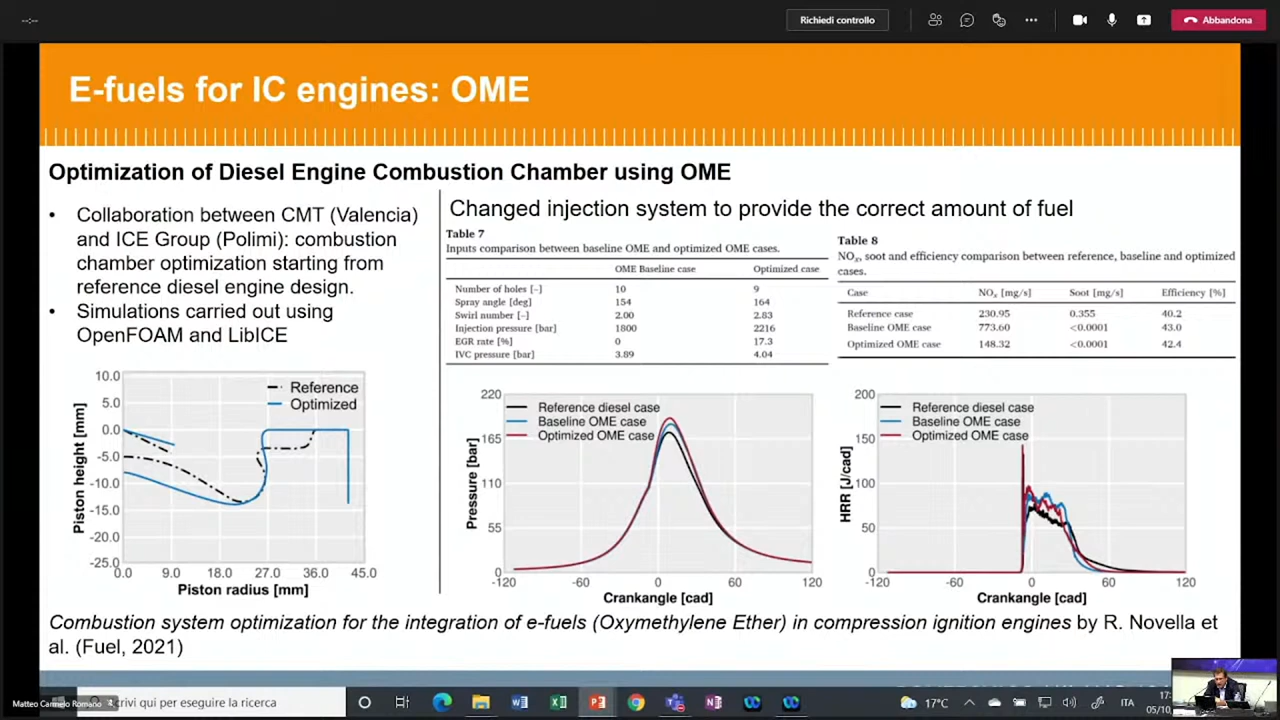 --:--
Richiedi controllo
Abbandona
E-fuels for IC engines: OME
Optimization of Diesel Engine Combustion Chamber using OME
• Collaboration between CMT (Valencia)
and ICE Group (Polimi): combustion
chamber optimization starting from
reference diesel engine design.
• Simulations carried out using
OpenFOAM and LibICE
Changed injection system to provide the correct amount of fuel
Table 7
Inputs comparison between baseline OME and optimized OME cases.
OME Baseline case Optimized case
Number of holes [–] 10 9
Spray angle [deg] 154 164
Swirl number [–] 2.00 2.83
Injection pressure [bar] 1800 2216
EGR rate [%] 0 17.3
IVC pressure [bar] 3.89 4.04
Table 8
NOx, soot and efficiency comparison between reference, baseline and optimized
cases.
Case NOx [mg/s] Soot [mg/s] Efficiency [%]
Reference case 230.95 0.355 40.2
Baseline OME case 773.60 <0.0001 43.0
Optimized OME case 148.32 <0.0001 42.4
Piston height [mm]
10.0
5.0
0.0
-5.0
-10.0
-15.0
-20.0
-25.0
Reference
Optimized
0.0 9.0 18.0 27.0 36.0 45.0
Piston radius [mm]
Pressure [bar]
220
165
110
55
0
Reference diesel case
Baseline OME case
Optimized OME case
-120 -60 0 60 120
Crankangle [cad]
HRR [J/cad]
200
150
100
50
0
Reference diesel case
Baseline OME case
Optimized OME case
-120 -60 0 60 120
Crankangle [cad]
Combustion system optimization for the integration of e-fuels (Oxymethylene Ether) in compression ignition engines by R. Novella et
al. (Fuel, 2021)
Matteo Carmelo Romano
crivi qui per eseguire la ricerca
17°C
ITA
17:
05/10